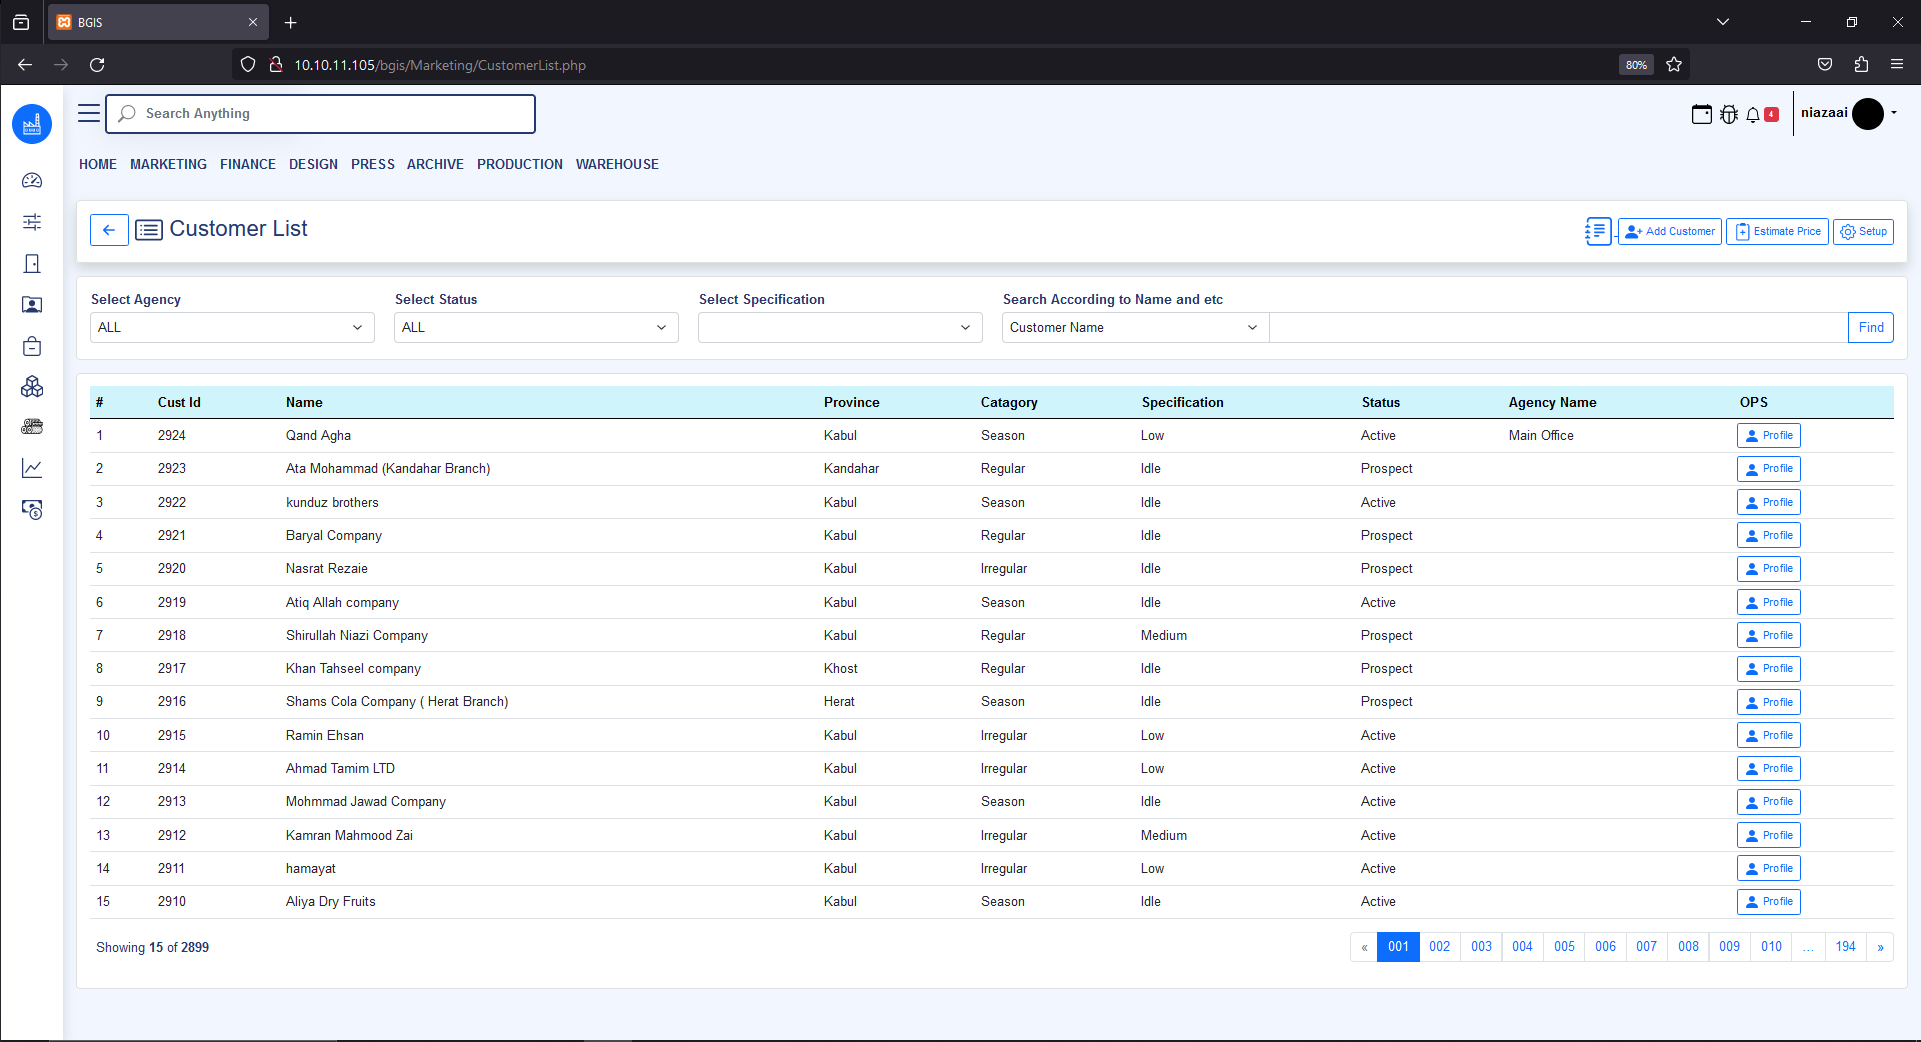 BGIS
10.10.11.105/bgis/Marketing/CustomerList.php 80%
Search Anything 4 niazaai
HOME MARKETING FINANCE DESIGN PRESS ARCHIVE PRODUCTION WAREHOUSE
Customer List Add Customer Estimate Price Setup
Select Agency Select Status Select Specification Search According to Name and etc
ALL ALL Customer Name Find
# Cust Id Name Province Catagory Specification Status Agency Name OPS
1 2924 Qand Agha Kabul Season Low Active Main Office Profile
2 2923 Ata Mohammad (Kandahar Branch) Kandahar Regular Idle Prospect Profile
3 2922 kunduz brothers Kabul Season Idle Active Profile
4 2921 Baryal Company Kabul Regular Idle Prospect Profile
5 2920 Nasrat Rezaie Kabul Irregular Idle Prospect Profile
6 2919 Atiq Allah company Kabul Season Idle Active Profile
7 2918 Shirullah Niazi Company Kabul Regular Medium Prospect Profile
8 2917 Khan Tahseel company Khost Regular Idle Prospect Profile
9 2916 Shams Cola Company ( Herat Branch) Herat Season Idle Prospect Profile
10 2915 Ramin Ehsan Kabul Irregular Low Active Profile
11 2914 Ahmad Tamim LTD Kabul Irregular Low Active Profile
12 2913 Mohmmad Jawad Company Kabul Season Idle Active Profile
13 2912 Kamran Mahmood Zai Kabul Irregular Medium Active Profile
14 2911 hamayat Kabul Irregular Low Active Profile
15 2910 Aliya Dry Fruits Kabul Season Idle Active Profile
Showing 15 of 2899 « 001 002 003 004 005 006 007 008 009 010 ... 194 »